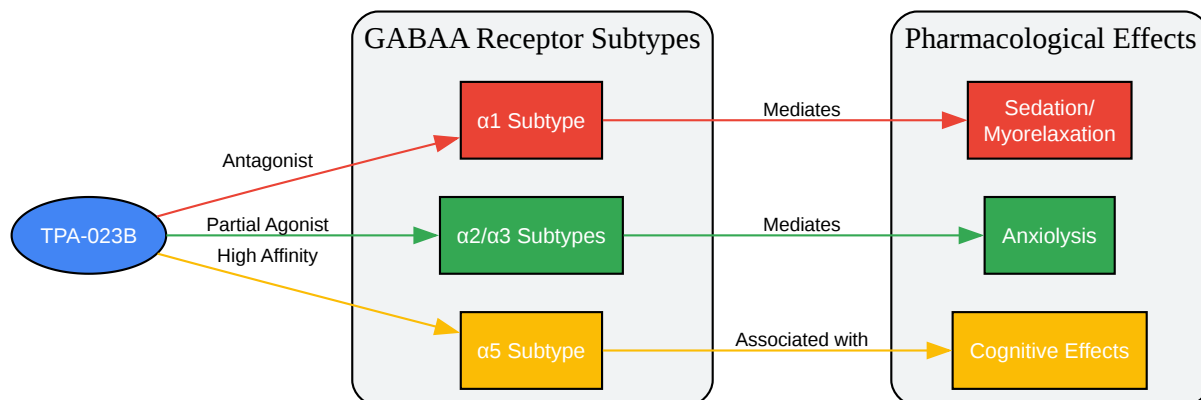 GABAA Receptor Subtypes
Pharmacological Effects
α1 Subtype
Mediates
Sedation/
Myorelaxation
Antagonist
TPA-023B
Partial Agonist
α2/α3 Subtypes
Mediates
Anxiolysis
High Affinity
α5 Subtype
Associated with
Cognitive Effects